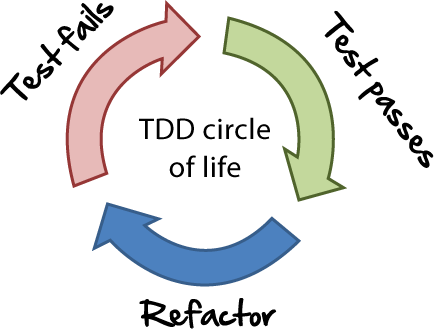 Test fails
Test passes
TDD circle
of life
Refactor